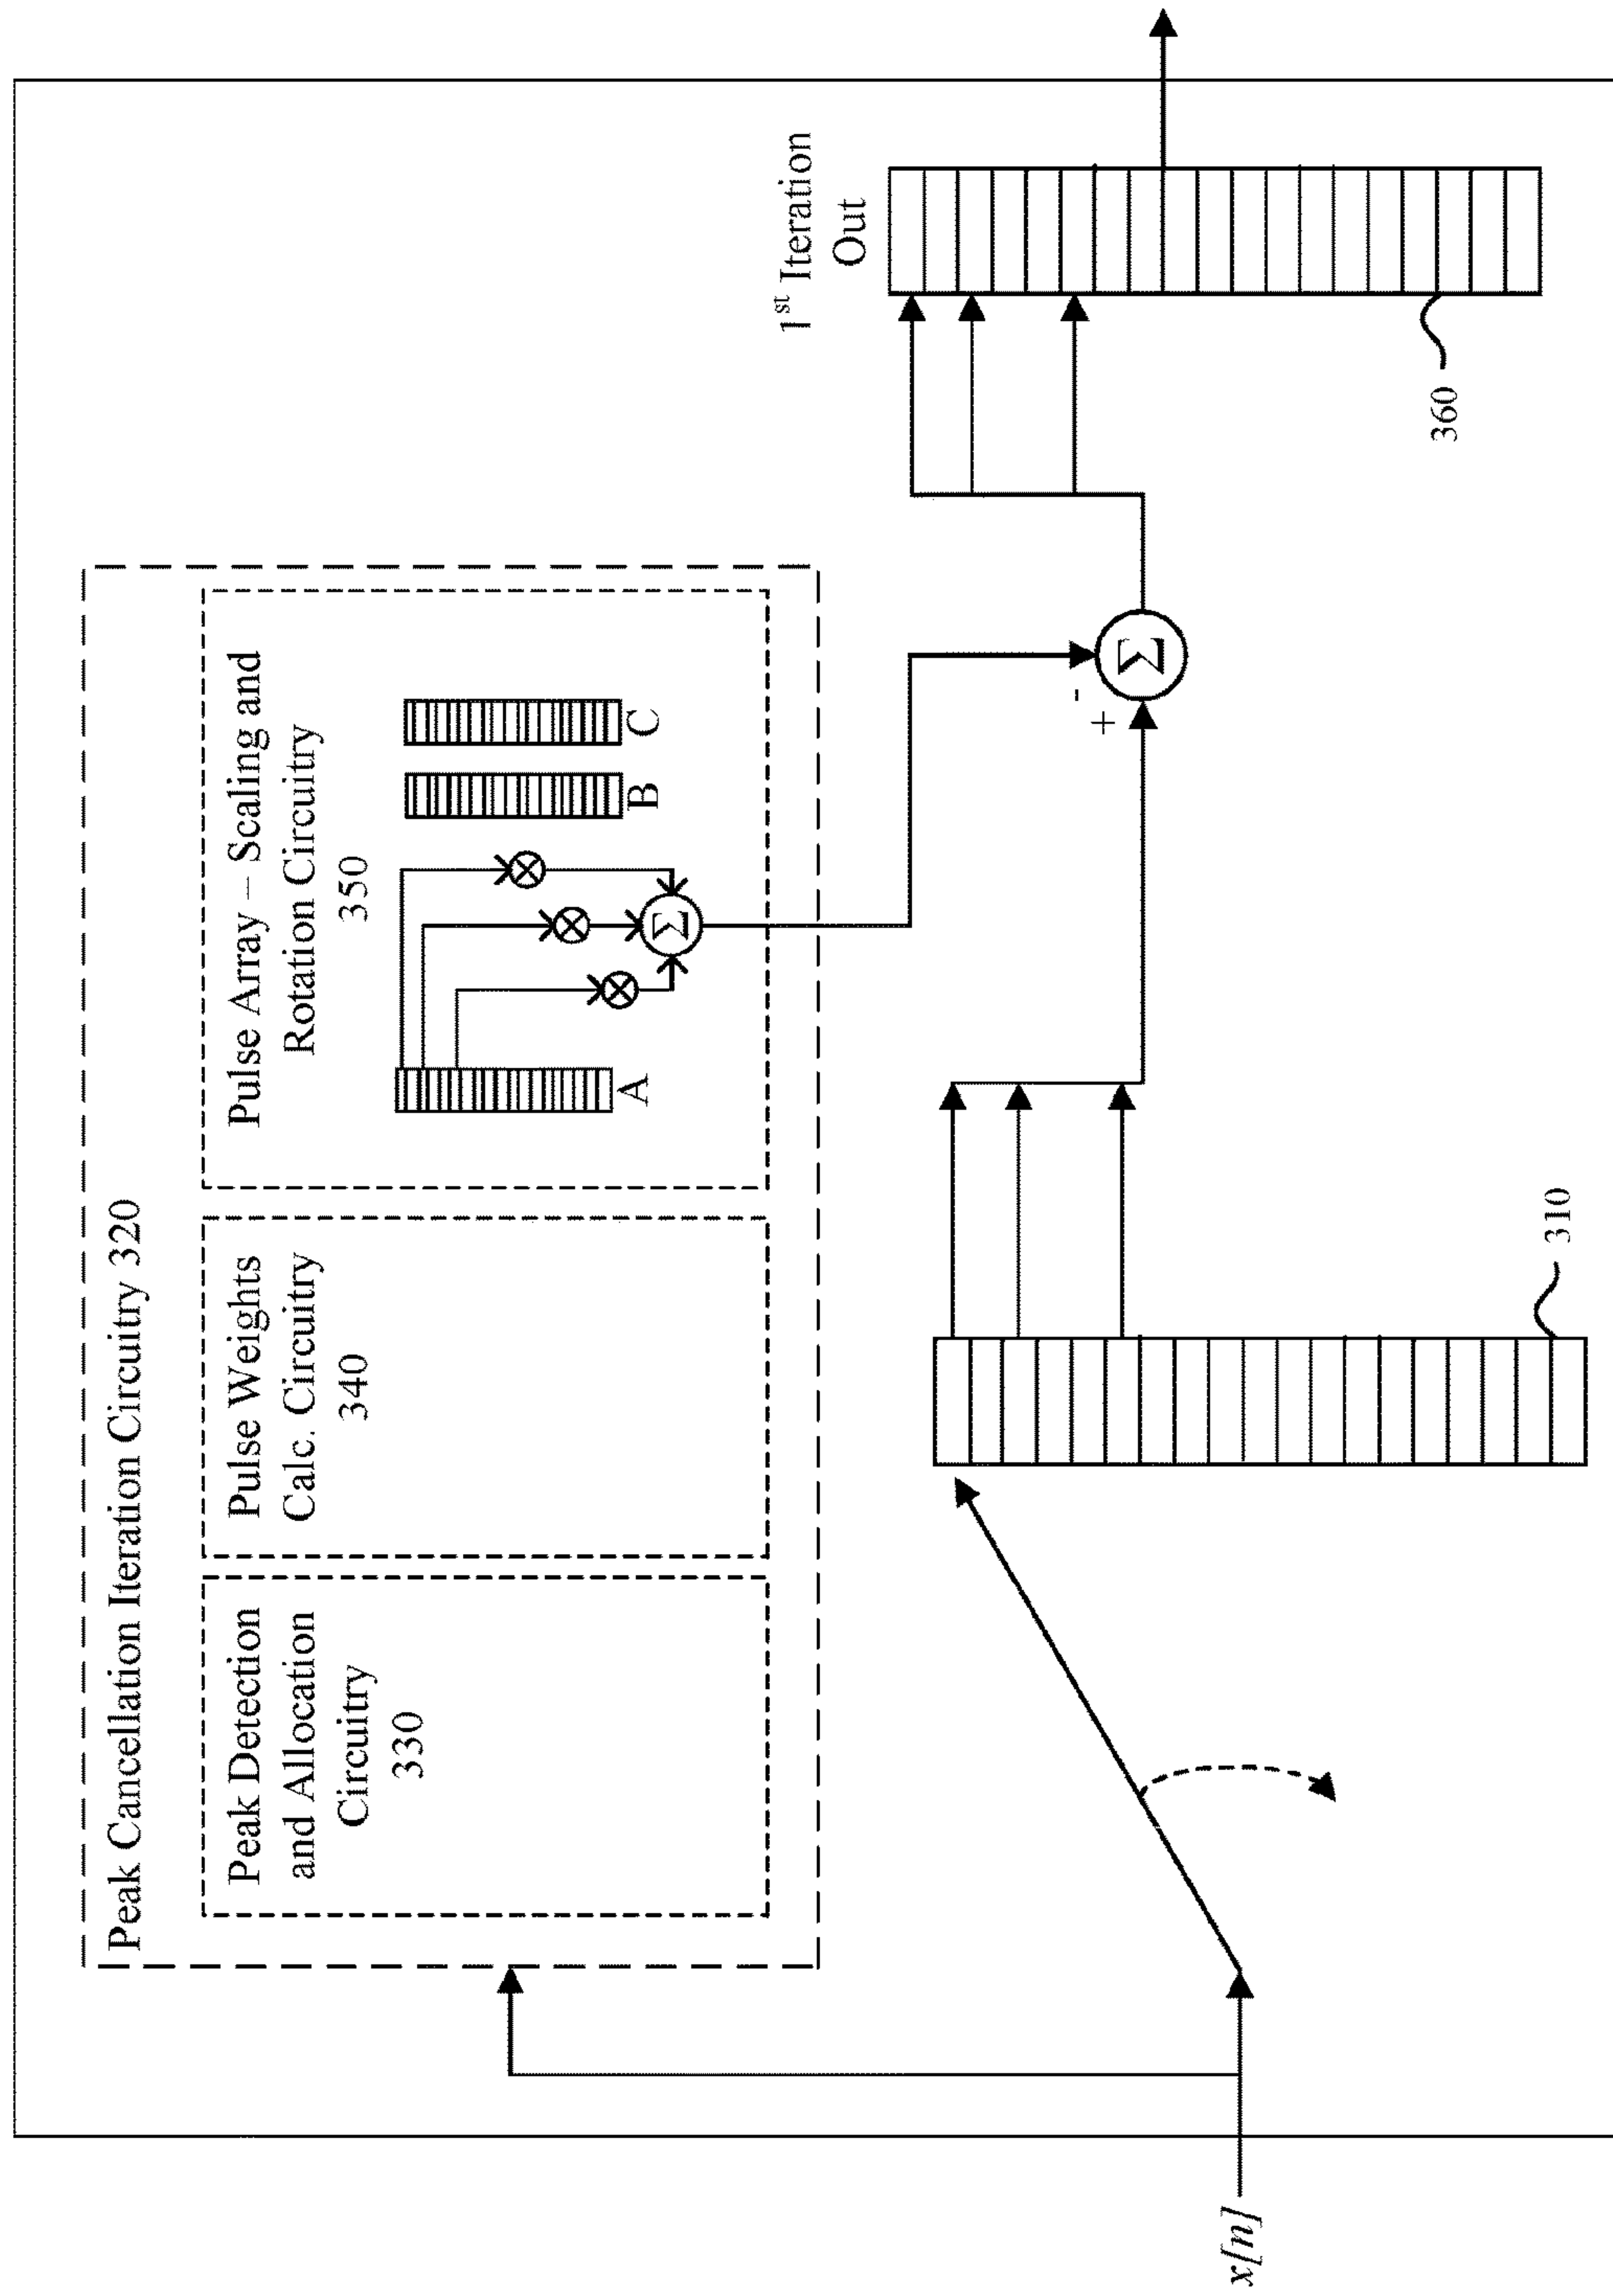 Peak Cancellation Iteration Circuitry 320
Peak Detection
and Allocation
Circuitry
330
Pulse Weights
Calc. Circuitry
340
Pulse Array – Scaling and
Rotation Circuitry
350
A
B
C
Σ
x[n]
310
+
-
Σ
1st Iteration
Out
360